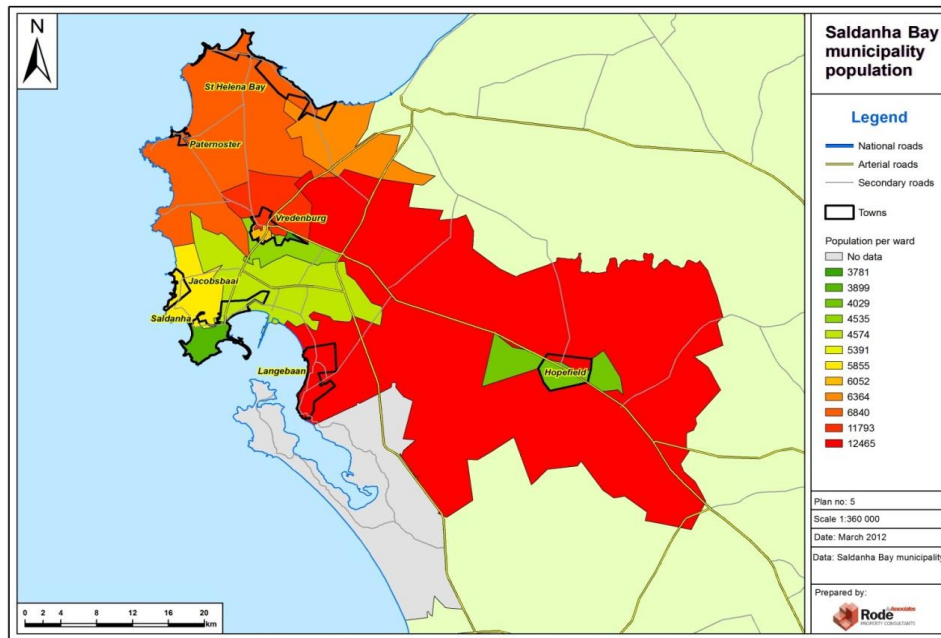 N
St Helena Bay
Paternoster
Vredenburg
Jacobsbaai
Saldanha
Langebaan
Hopefield
0 2 4 8 12 16 20
km
Saldanha Bay
municipality
population
Legend
National roads
Arterial roads
Secondary roads
Towns
Population per ward
No data
3781
3899
4029
4535
4574
5391
5855
6052
6364
6840
11793
12465
Plan no: 5
Scale 1:360 000
Date: March 2012
Data: Saldanha Bay municipality
Prepared by:
& Associates
Rode
PROPERTY CONSULTANTS